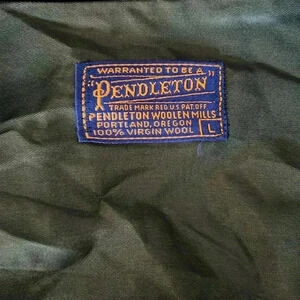 WARRANTED TO BE A
"PENDLETON"
TRADE MARK REG. U.S. PAT. OFF.
PENDLETON WOOLEN MILLS
PORTLAND, OREGON
100% VIRGIN WOOL L